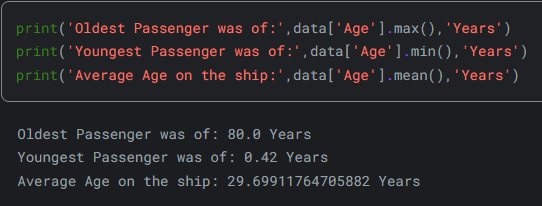 print('Oldest Passenger was of:',data['Age'].max(),'Years')
print('Youngest Passenger was of:',data['Age'].min(),'Years')
print('Average Age on the ship:',data['Age'].mean(),'Years')
Oldest Passenger was of: 80.0 Years
Youngest Passenger was of: 0.42 Years
Average Age on the ship: 29.69911764705882 Years